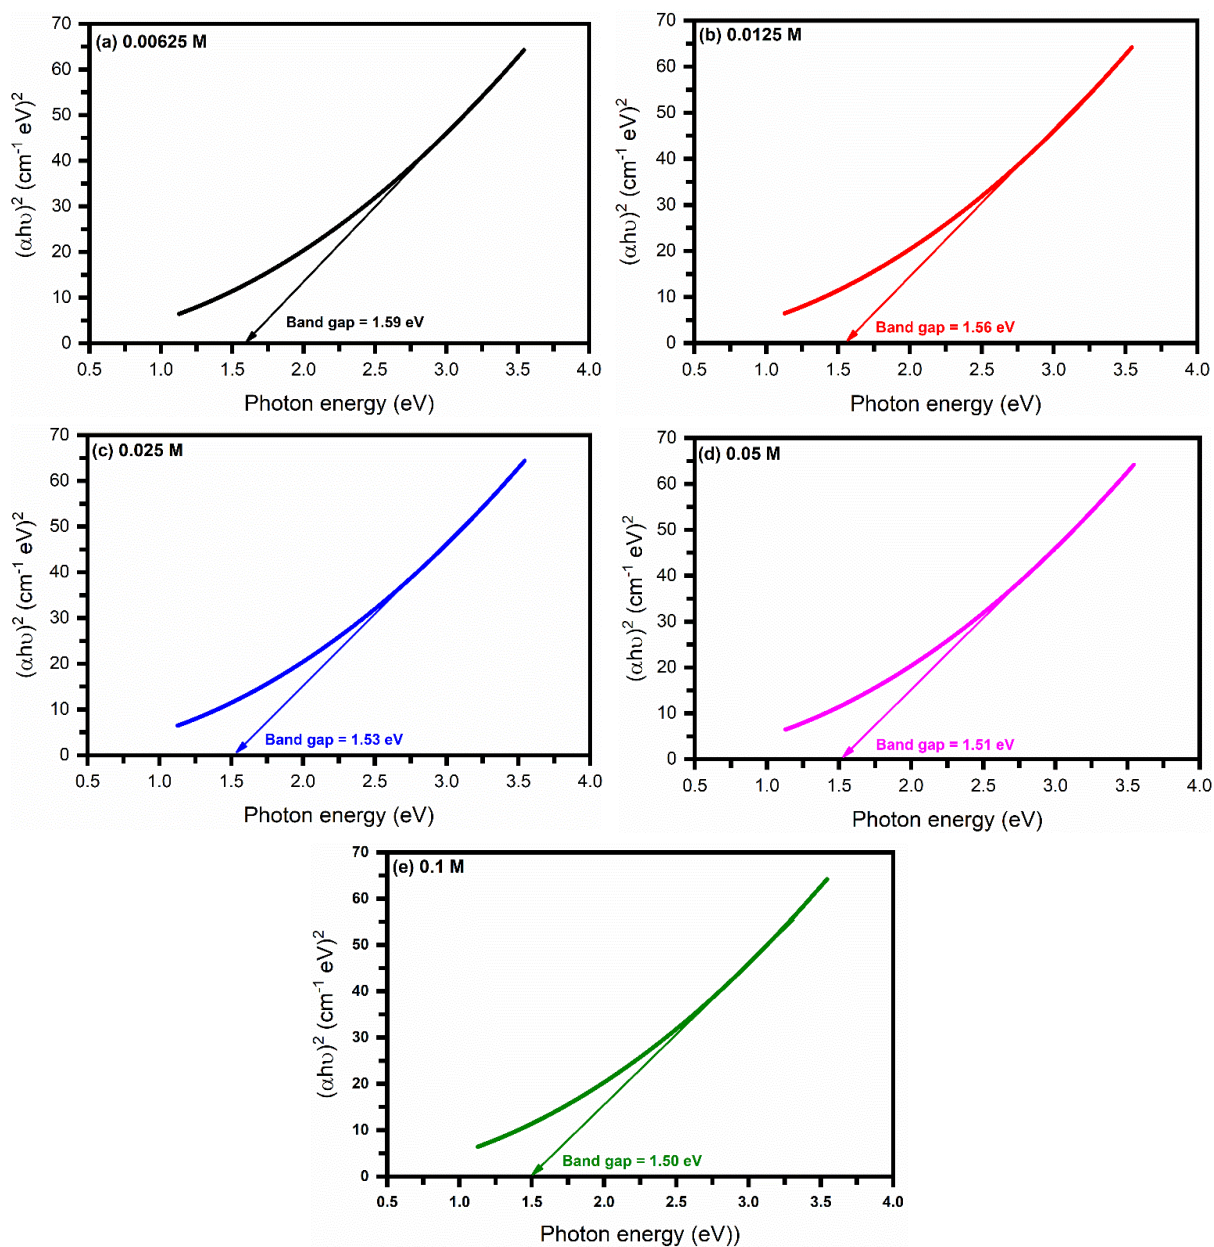 (a) 0.00625 M
70
60
50
40
30
20
10
0
0.5 1.0 1.5 2.0 2.5 3.0 3.5 4.0
(αhυ)² (cm⁻¹ eV)²
Band gap = 1.59 eV
Photon energy (eV)
(b) 0.0125 M
70
60
50
40
30
20
10
0
0.5 1.0 1.5 2.0 2.5 3.0 3.5 4.0
(αhυ)² (cm⁻¹ eV)²
Band gap = 1.56 eV
Photon energy (eV)
(c) 0.025 M
70
60
50
40
30
20
10
0
0.5 1.0 1.5 2.0 2.5 3.0 3.5 4.0
(αhυ)² (cm⁻¹ eV)²
Band gap = 1.53 eV
Photon energy (eV)
(d) 0.05 M
70
60
50
40
30
20
10
0
0.5 1.0 1.5 2.0 2.5 3.0 3.5 4.0
(αhυ)² (cm⁻¹ eV)²
Band gap = 1.51 eV
Photon energy (eV)
(e) 0.1 M
70
60
50
40
30
20
10
0
0.5 1.0 1.5 2.0 2.5 3.0 3.5 4.0
(αhυ)² (cm⁻¹ eV)²
Band gap = 1.50 eV
Photon energy (eV))